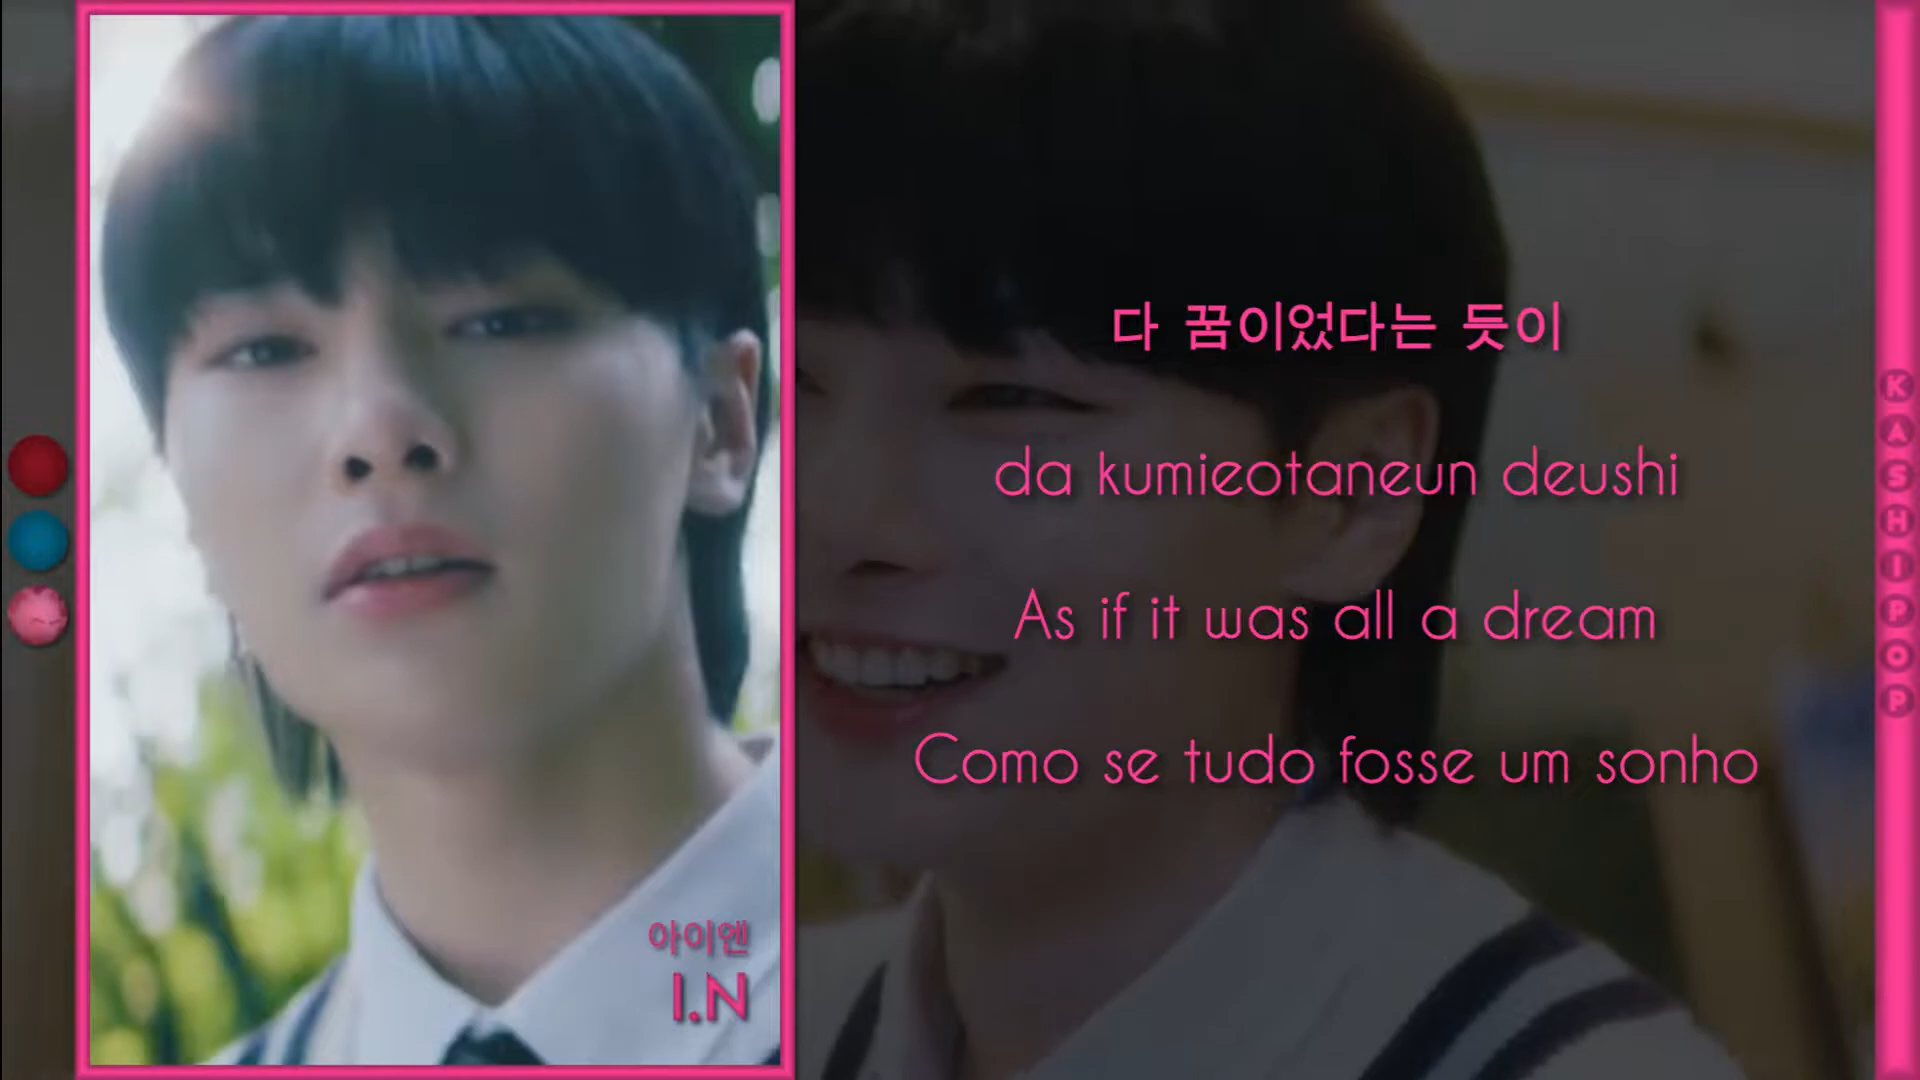 아이엔
I.N
다 꿈이었다는 듯이
da kumieotaneun deushi
As if it was all a dream
Como se tudo fosse um sonho
KASHIPOP